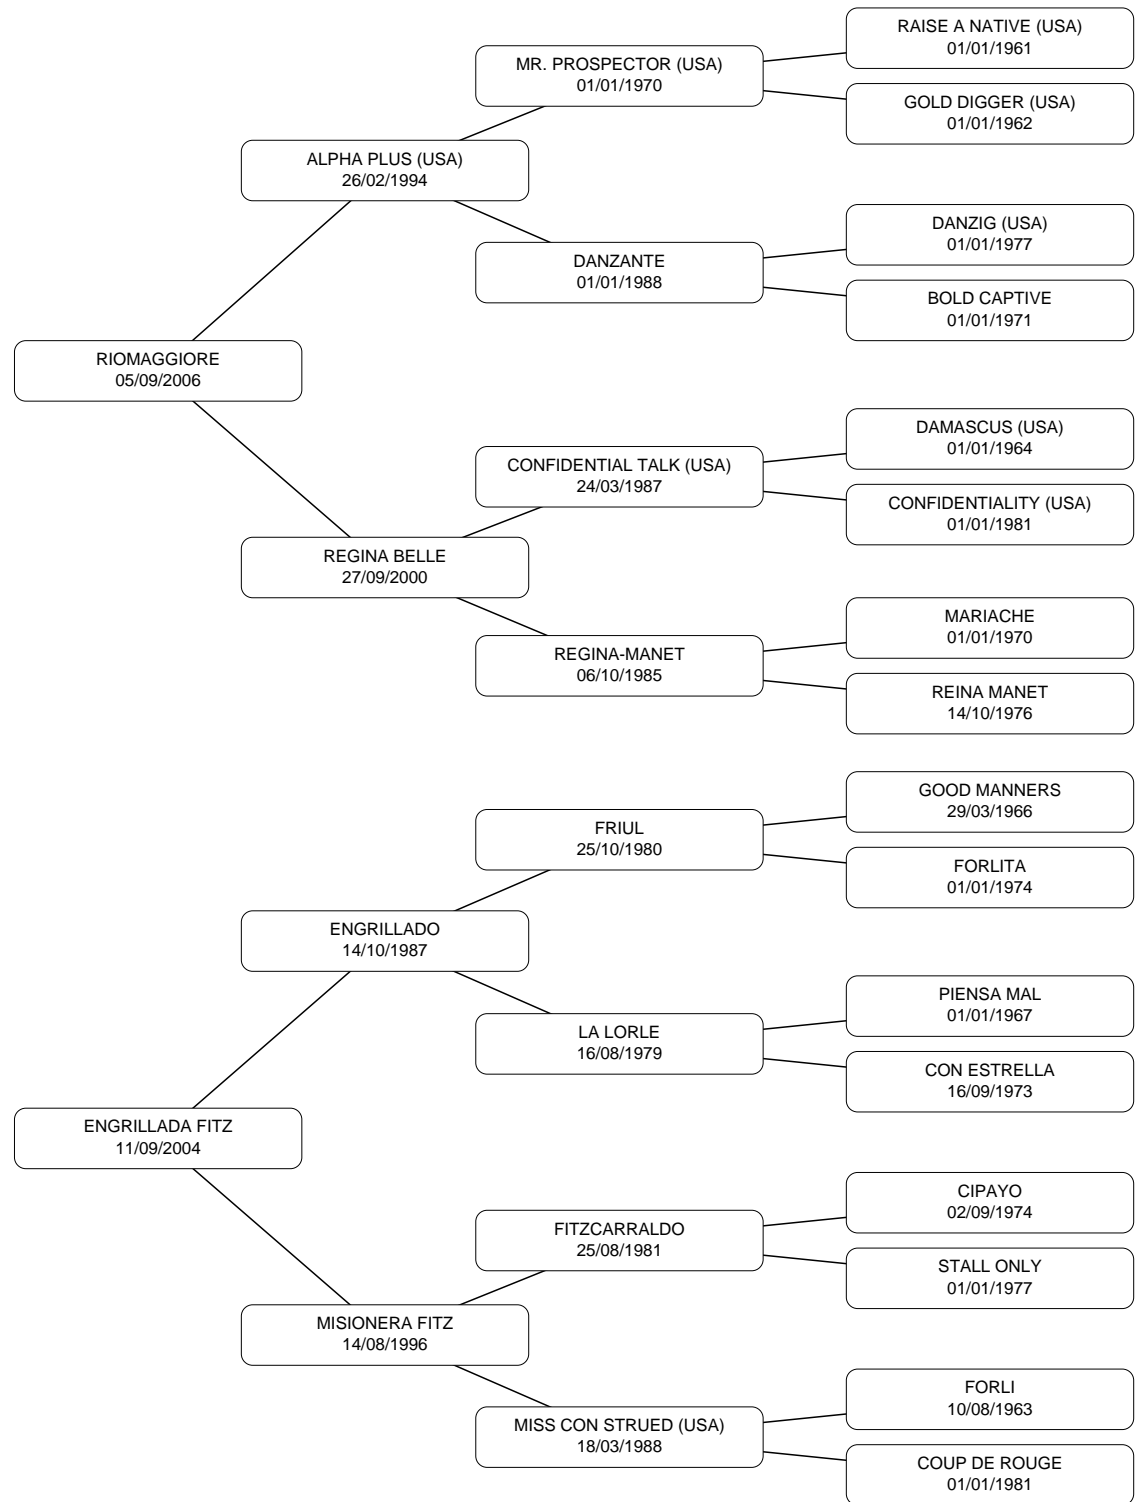 RAISE A NATIVE (USA)
01/01/1961
MR. PROSPECTOR (USA)
01/01/1970
GOLD DIGGER (USA)
01/01/1962
ALPHA PLUS (USA)
26/02/1994
DANZIG (USA)
01/01/1977
DANZANTE
01/01/1988
BOLD CAPTIVE
01/01/1971
RIOMAGGIORE
05/09/2006
DAMASCUS (USA)
01/01/1964
CONFIDENTIAL TALK (USA)
24/03/1987
CONFIDENTIALITY (USA)
01/01/1981
REGINA BELLE
27/09/2000
MARIACHE
01/01/1970
REGINA-MANET
06/10/1985
REINA MANET
14/10/1976
GOOD MANNERS
29/03/1966
FRIUL
25/10/1980
FORLITA
01/01/1974
ENGRILLADO
14/10/1987
PIENSA MAL
01/01/1967
LA LORLE
16/08/1979
CON ESTRELLA
16/09/1973
ENGRILLADA FITZ
11/09/2004
CIPAYO
02/09/1974
FITZCARRALDO
25/08/1981
STALL ONLY
01/01/1977
MISIONERA FITZ
14/08/1996
FORLI
10/08/1963
MISS CON STRUED (USA)
18/03/1988
COUP DE ROUGE
01/01/1981